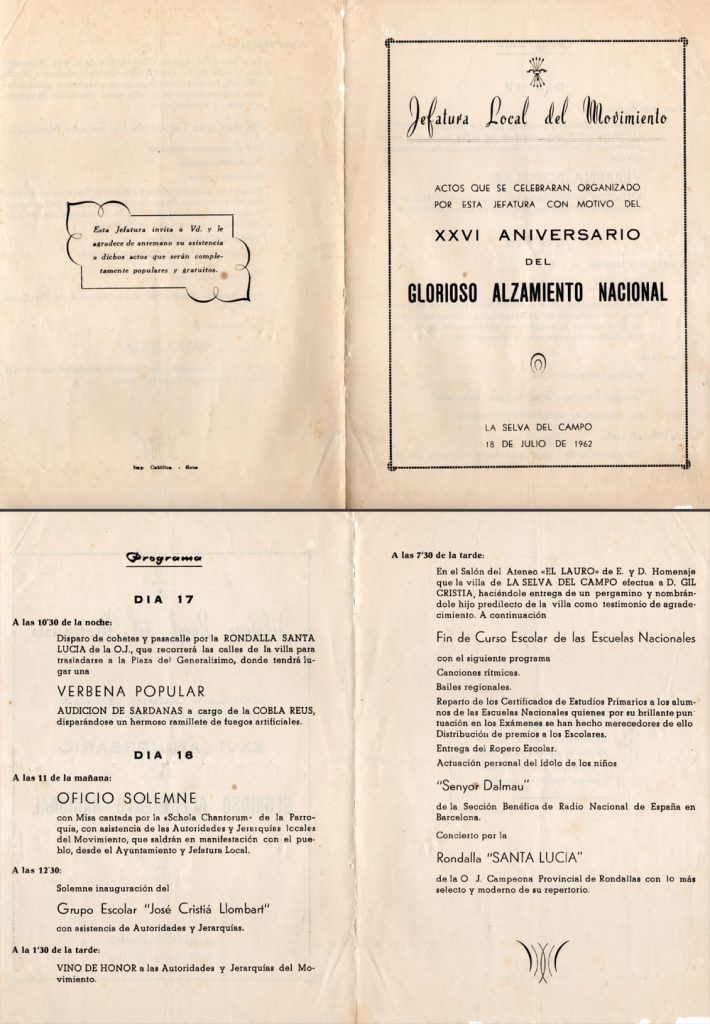 Esta Jefatura invita a Vd. y le
agradece de antemano su asistencia
a dichos actos que serán comple-
tamente populares y gratuitos.
Imp Católica. - Reus
Jefatura Local del Movimiento
ACTOS QUE SE CELEBRARAN, ORGANIZADO
POR ESTA JEFATURA CON MOTIVO DEL
XXVI ANIVERSARIO
DEL
GLORIOSO ALZAMIENTO NACIONAL
LA SELVA DEL CAMPO
18 DE JULIO DE 1962
Programa
DIA 17
A las 10'30 de la noche:
Disparo de cohetes y pasacalle por la RONDALLA SANTA
LUCIA de la O.J., que recorrerá las calles de la villa para
trasladarse a la Plaza del Generalísimo, donde tendrá lu-
gar una
VERBENA POPULAR
AUDICION DE SARDANAS a cargo de la COBLA REUS,
disparándose un hermoso ramillete de fuegos artificiales.
DIA 18
A las 11 de la mañana:
OFICIO SOLEMNE
con Misa cantada por la «Schola Chantorum» de la Parro-
quia, con asistencia de las Autoridades y Jerarquías locales
del Movimiento, que saldrán en manifestación con el pue-
blo, desde el Ayuntamiento y Jefatura Local.
A las 12'30:
Solemne inauguración del
Grupo Escolar "José Cristiá Llombart"
con asistencia de Autoridades y Jerarquías.
A la 1'30 de la tarde:
VINO DE HONOR a las Autoridades y Jerarquías del Mo-
vimiento.
A las 7'30 de la tarde:
En el Salón del Ateneo «EL LAURO» de E. y D. Homenaje
que la villa de LA SELVA DEL CAMPO efectua a D. GIL
CRISTIA, haciéndole entrega de un pergamino y nombrán-
dole hijo predilecto de la villa como testimonio de agrade-
cimiento. A continuación
Fin de Curso Escolar de las Escuelas Nacionales
con el siguiente programa
Canciones rítmicas.
Bailes regionales.
Reparto de los Certificados de Estudios Primarios a los alum-
nos de las Escuelas Nacionales quienes por su brillante pun
tuación en los Exámenes se han hecho merecedores de ello
Distribución de premios a los Escolares.
Entrega del Ropero Escolar.
Actuación personal del ídolo de los niños
"Senyor Dalmau"
de la Sección Benéfica de Radio Nacional de España en
Barcelona.
Concierto por la
Rondalla "SANTA LUCIA"
de la O. J. Campeona Provincial de Rondallas con lo más
selecto y moderno de su repertorio.